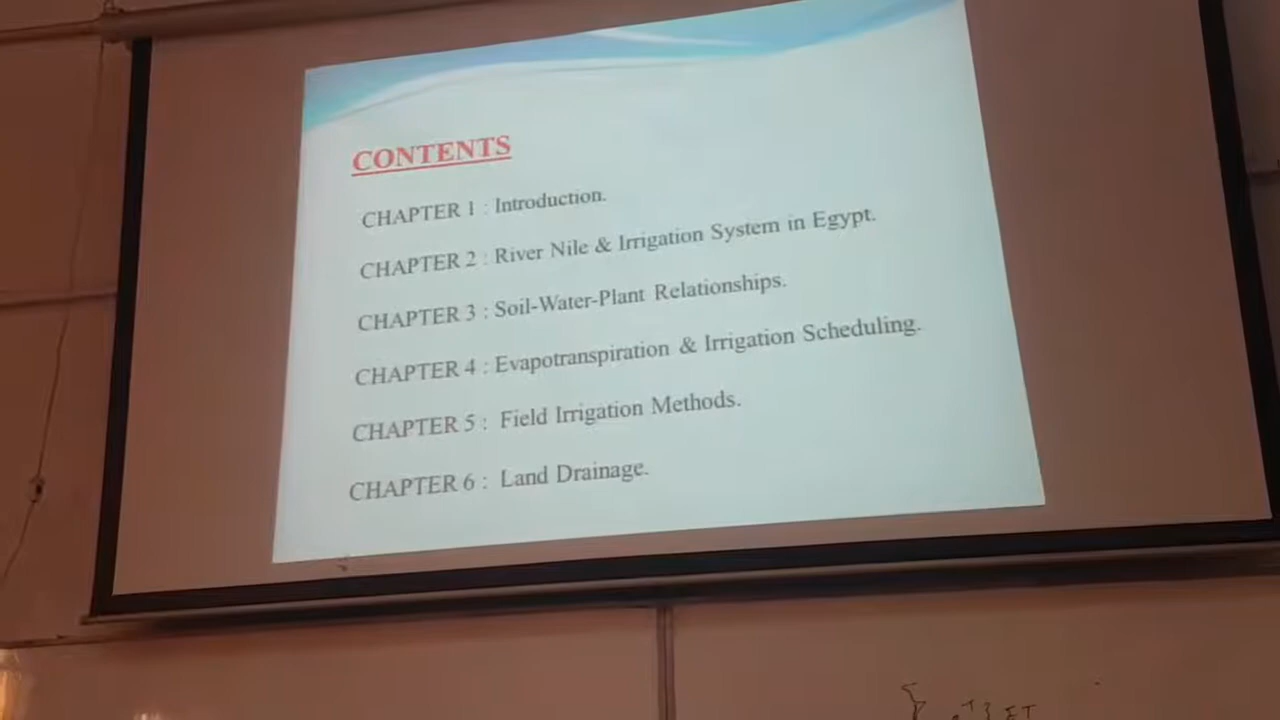 CONTENTS
CHAPTER 1 : Introduction.
CHAPTER 2 : River Nile & Irrigation System in Egypt.
CHAPTER 3 : Soil-Water-Plant Relationships.
CHAPTER 4 : Evapotranspiration & Irrigation Scheduling.
CHAPTER 5 : Field Irrigation Methods.
CHAPTER 6 : Land Drainage.